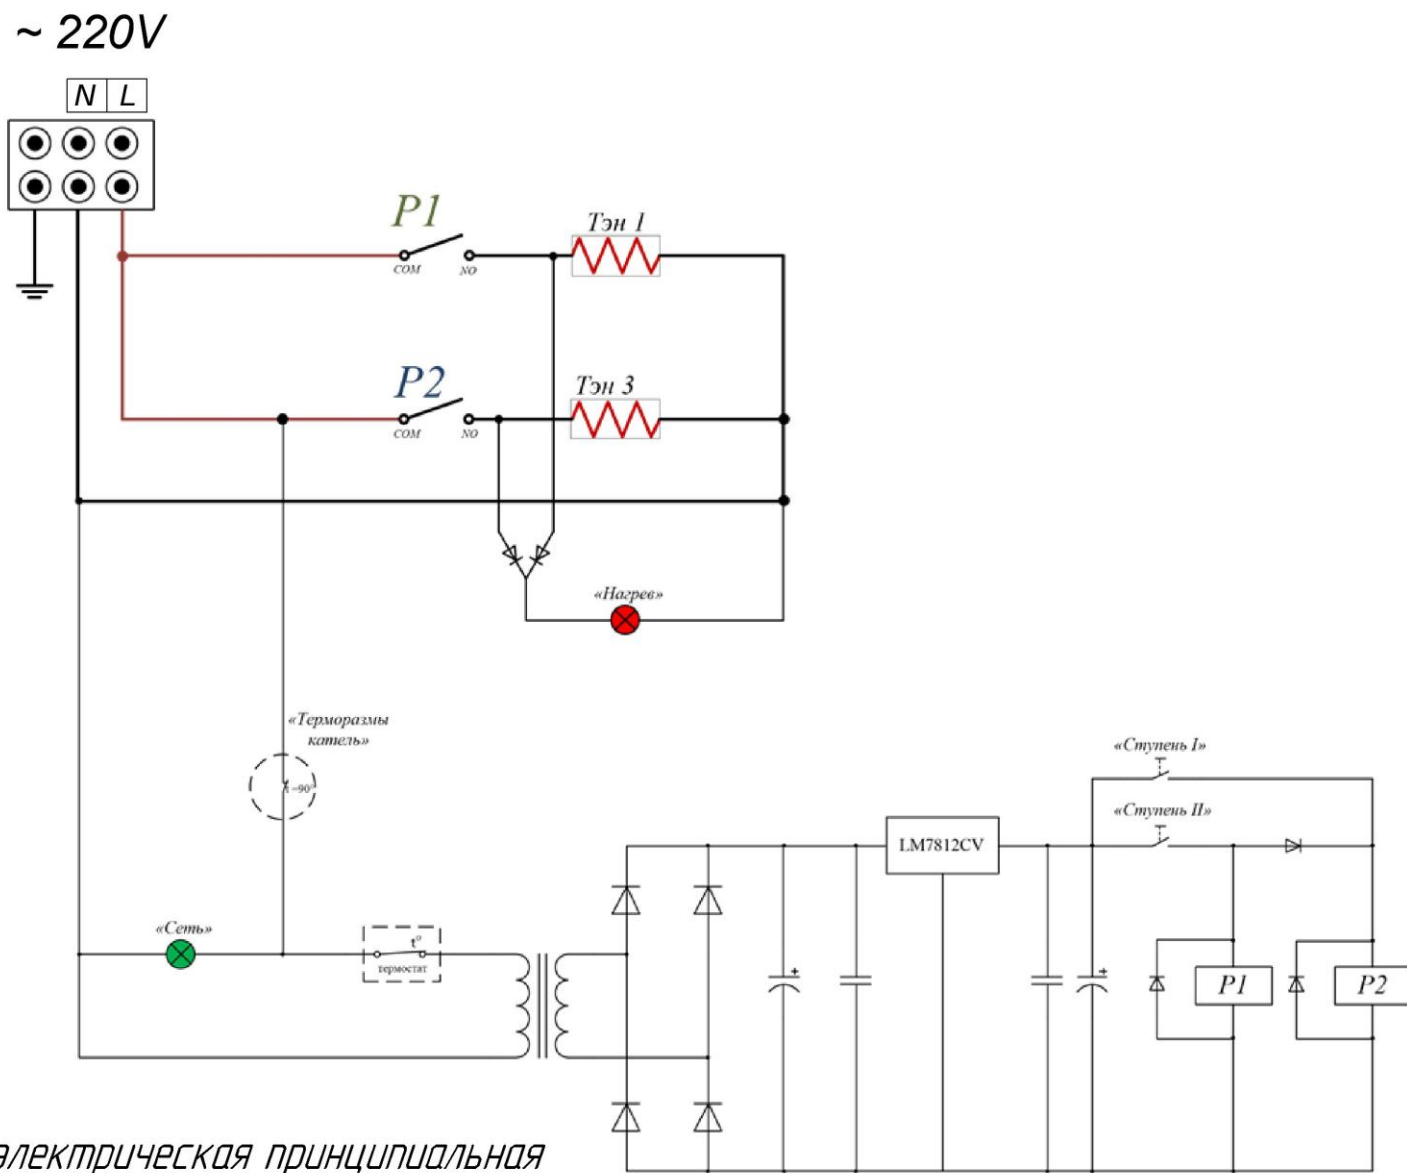 ~ 220V
N L
P1
Тэн 1
COM
NO
P2
Тэн 3
COM
NO
«Нагрев»
«Терморазмы
катель»
t=90°
«Ступень I»
«Ступень II»
LM7812CV
«Сеть»
t°
термостат
+
+
P1
P2
электрическая принципиальная